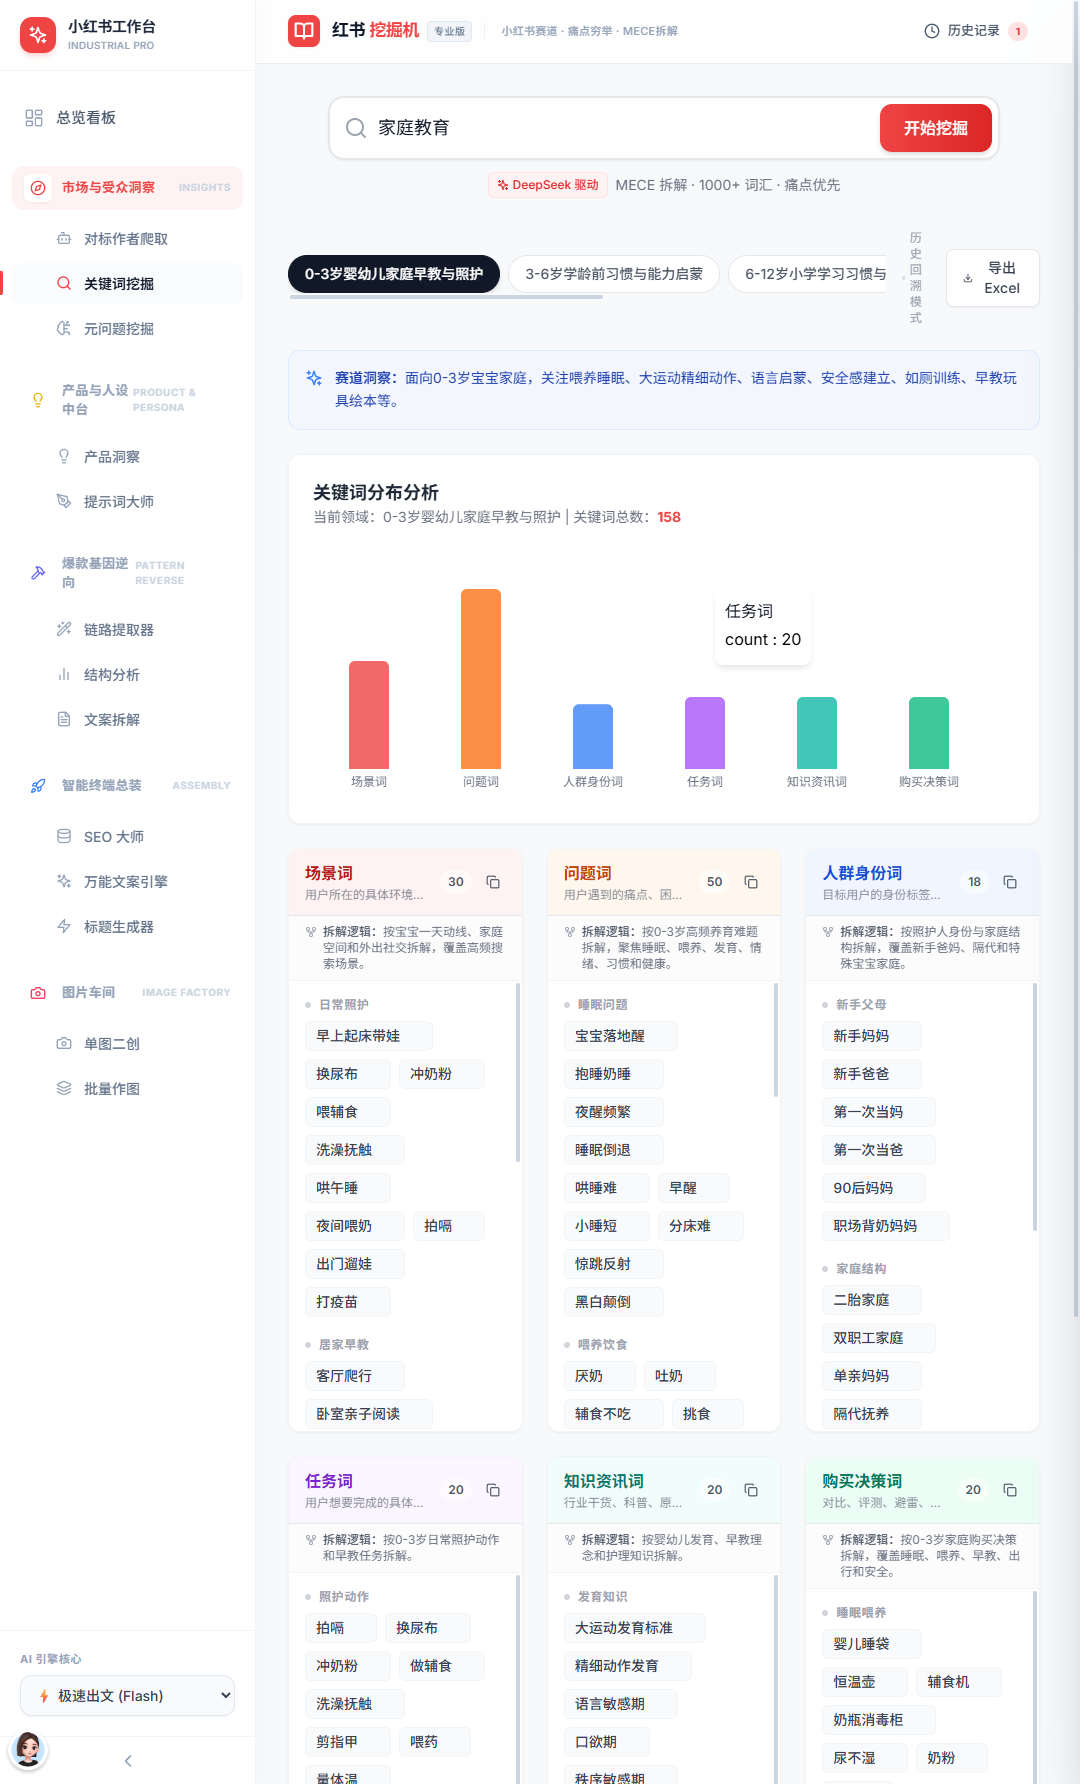 小红书工作台
INDUSTRIAL PRO
总览看板
市场与受众洞察 INSIGHTS
对标作者爬取
关键词挖掘
元问题挖掘
产品与人设中台 PRODUCT & PERSONA
产品洞察
提示词大师
爆款基因逆向 PATTERN REVERSE
链路提取器
结构分析
文案拆解
智能终端总装 ASSEMBLY
SEO 大师
万能文案引擎
标题生成器
图片车间 IMAGE FACTORY
单图二创
批量作图
AI 引擎核心
极速出文 (Flash)
红书 挖掘机 专业版 小红书赛道 · 痛点穷举 · MECE拆解
历史记录 1
家庭教育
开始挖掘
DeepSeek 驱动 MECE 拆解 · 1000+ 词汇 · 痛点优先
0-3岁婴幼儿家庭早教与照护
3-6岁学龄前习惯与能力启蒙
6-12岁小学学习习惯与
历史回溯模式
导出 Excel
赛道洞察：面向0-3岁宝宝家庭，关注喂养睡眠、大运动精细动作、语言启蒙、安全感建立、如厕训练、早教玩
具绘本等。
关键词分布分析
当前领域：0-3岁婴幼儿家庭早教与照护 | 关键词总数：158
任务词
count : 20
场景词 问题词 人群身份词 任务词 知识资讯词 购买决策词
场景词 30
用户所在的具体环境...
拆解逻辑：按宝宝一天动线、家庭
空间和外出社交拆解，覆盖高频搜
索场景。
日常照护
早上起床带娃
换尿布 冲奶粉
喂辅食
洗澡抚触
哄午睡
夜间喂奶 拍嗝
出门遛娃
打疫苗
居家早教
客厅爬行
卧室亲子阅读
问题词 50
用户遇到的痛点、困...
拆解逻辑：按0-3岁高频养育难题
拆解，聚焦睡眠、喂养、发育、情
绪、习惯和健康。
睡眠问题
宝宝落地醒
抱睡奶睡
夜醒频繁
睡眠倒退
哄睡难 早醒
小睡短 分床难
惊跳反射
黑白颠倒
喂养饮食
厌奶 吐奶
辅食不吃 挑食
人群身份词 18
目标用户的身份标签...
拆解逻辑：按照护人身份与家庭结
构拆解，覆盖新手爸妈、隔代和特
殊宝宝家庭。
新手父母
新手妈妈
新手爸爸
第一次当妈
第一次当爸
90后妈妈
职场背奶妈妈
家庭结构
二胎家庭
双职工家庭
单亲妈妈
隔代抚养
任务词 20
用户想要完成的具体...
拆解逻辑：按0-3岁日常照护动作
和早教任务拆解。
照护动作
拍嗝 换尿布
冲奶粉 做辅食
洗澡抚触
剪指甲 喂药
量体温
知识资讯词 20
行业干货、科普、原...
拆解逻辑：按婴幼儿发育、早教理
念和护理知识拆解。
发育知识
大运动发育标准
精细动作发育
语言敏感期
口欲期
秩序敏感期
购买决策词 20
对比、评测、避雷、...
拆解逻辑：按0-3岁家庭购买决策
拆解，覆盖睡眠、喂养、早教、出
行和安全。
睡眠喂养
婴儿睡袋
恒温壶 辅食机
奶瓶消毒柜
尿不湿 奶粉